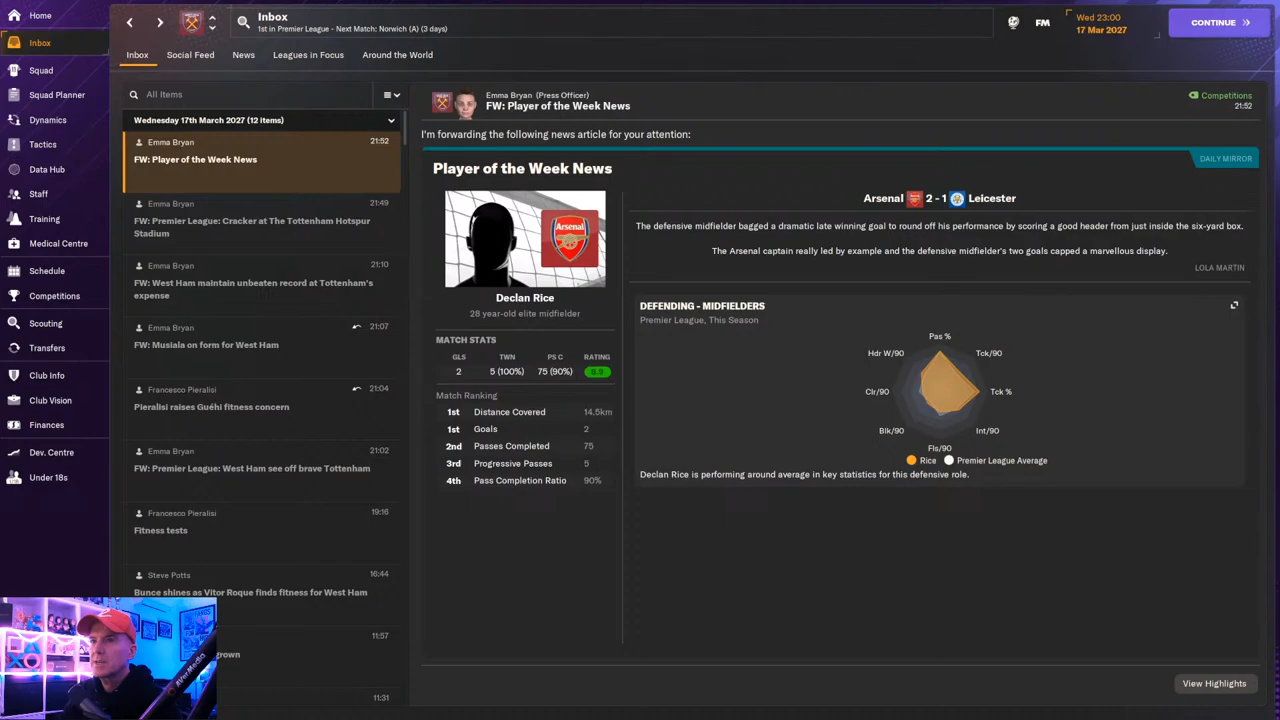 Home
Inbox
Squad
Squad Planner
Dynamics
Tactics
Data Hub
Staff
Training
Medical Centre
Schedule
Competitions
Scouting
Transfers
Club Info
Club Vision
Finances
Dev. Centre
Under 18s
Inbox
1st in Premier League - Next Match: Norwich (A) (3 days)
FM
Wed 23:00
17 Mar 2027
CONTINUE
Inbox
Social Feed
News
Leagues in Focus
Around the World
All Items
Wednesday 17th March 2027 (12 items)
Emma Bryan 21:52
FW: Player of the Week News
Emma Bryan 21:49
FW: Premier League: Cracker at The Tottenham Hotspur
Stadium
Emma Bryan 21:10
FW: West Ham maintain unbeaten record at Tottenham's
expense
Emma Bryan 21:07
FW: Musiala on form for West Ham
Francesco Pieralisi 21:04
Pieralisi raises Guéhi fitness concern
Emma Bryan 21:02
FW: Premier League: West Ham see off brave Tottenham
Francesco Pieralisi 19:16
Fitness tests
Steve Potts 16:44
Bunce shines as Vitor Roque finds fitness for West Ham
11:57
grown
11:31
Emma Bryan (Press Officer)
FW: Player of the Week News
Competitions
21:52
I'm forwarding the following news article for your attention:
DAILY MIRROR
Player of the Week News
Arsenal
Declan Rice
28 year-old elite midfielder
MATCH STATS
GLS TWN PS C RATING
2 5 (100%) 75 (90%) 8.9
Match Ranking
1st Distance Covered 14.5km
1st Goals 2
2nd Passes Completed 75
3rd Progressive Passes 5
4th Pass Completion Ratio 90%
Arsenal 2 - 1 Leicester
The defensive midfielder bagged a dramatic late winning goal to round off his performance by scoring a good header from just inside the six-yard box.
The Arsenal captain really led by example and the defensive midfielder's two goals capped a marvellous display.
LOLA MARTIN
DEFENDING - MIDFIELDERS
Premier League, This Season
Pas %
Hdr W/90
Tck/90
Clr/90
Tck %
Blk/90
Int/90
Fls/90
Rice
Premier League Average
Declan Rice is performing around average in key statistics for this defensive role.
View Highlights
AVerMedia